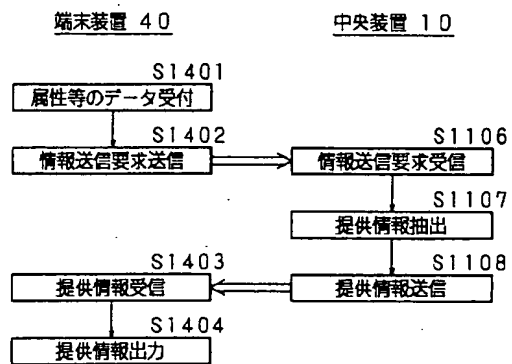 端末装置 40
中央装置 10
S1401
属性等のデータ受付
S1402
情報送信要求送信
S1106
情報送信要求受信
S1107
提供情報抽出
S1403
提供情報受信
S1108
提供情報送信
S1404
提供情報出力